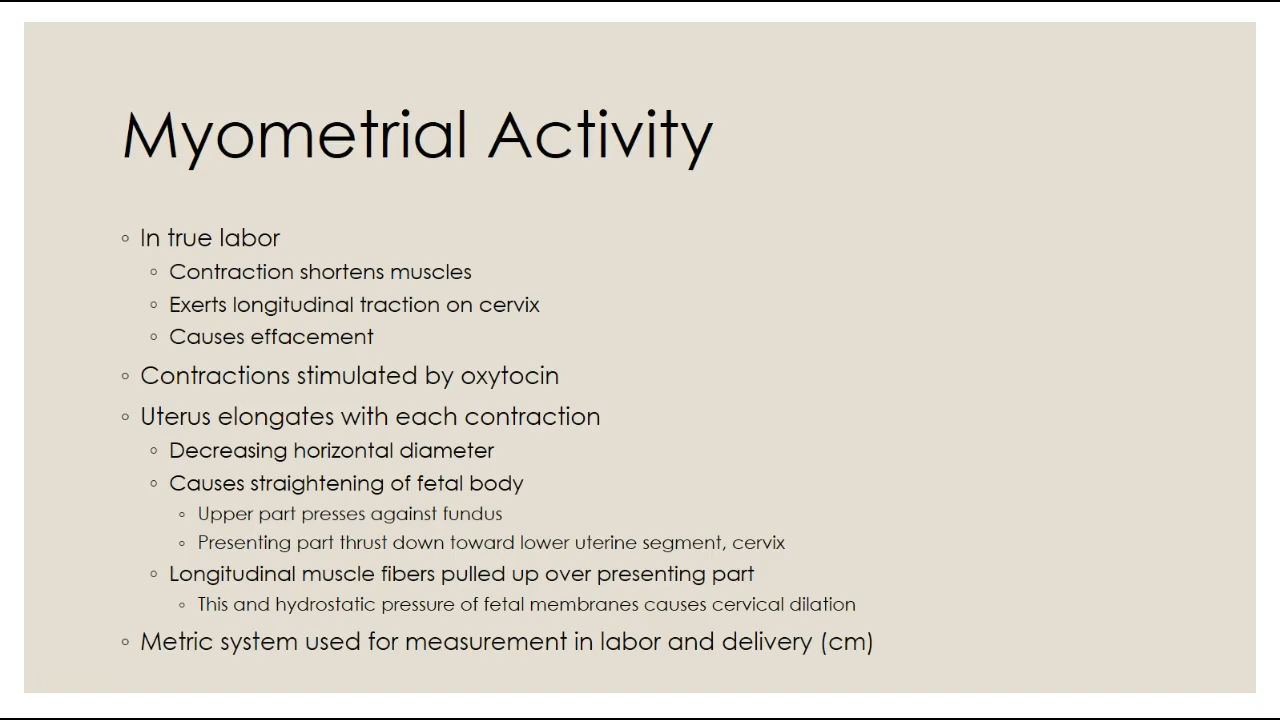 Myometrial Activity
◦ In true labor
◦ Contraction shortens muscles
◦ Exerts longitudinal traction on cervix
◦ Causes effacement
◦ Contractions stimulated by oxytocin
◦ Uterus elongates with each contraction
◦ Decreasing horizontal diameter
◦ Causes straightening of fetal body
◦ Upper part presses against fundus
◦ Presenting part thrust down toward lower uterine segment, cervix
◦ Longitudinal muscle fibers pulled up over presenting part
◦ This and hydrostatic pressure of fetal membranes causes cervical dilation
◦ Metric system used for measurement in labor and delivery (cm)